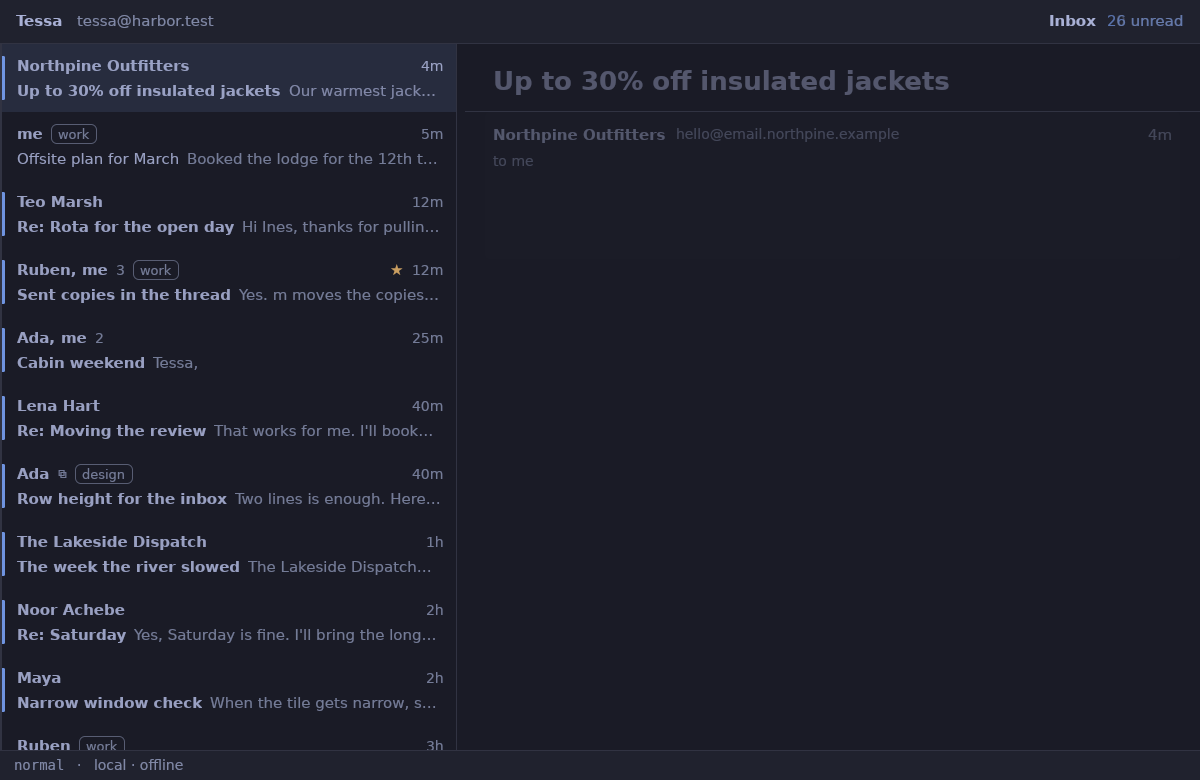 Tessa tessa@harbor.test
Inbox 26 unread
Northpine Outfitters 4m
Up to 30% off insulated jackets Our warmest jack…
me work 5m
Offsite plan for March Booked the lodge for the 12th t…
Teo Marsh 12m
Re: Rota for the open day Hi Ines, thanks for pullin…
Ruben, me 3 work ★ 12m
Sent copies in the thread Yes. m moves the copies…
Ada, me 2 25m
Cabin weekend Tessa,
Lena Hart 40m
Re: Moving the review That works for me. I'll book…
Ada design 40m
Row height for the inbox Two lines is enough. Here…
The Lakeside Dispatch 1h
The week the river slowed The Lakeside Dispatch…
Noor Achebe 2h
Re: Saturday Yes, Saturday is fine. I'll bring the long…
Maya 2h
Narrow window check When the tile gets narrow, s…
Ruben work 3h
Up to 30% off insulated jackets
Northpine Outfitters hello@email.northpine.example 4m
to me
normal · local · offline